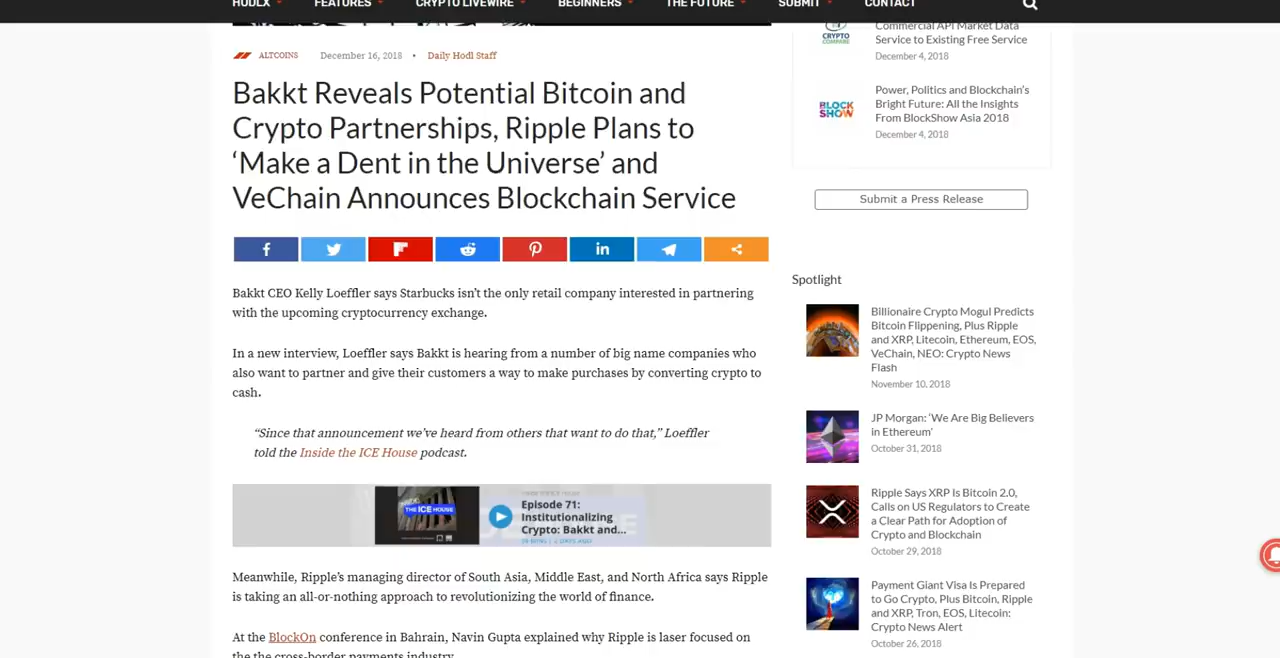 HODLX
FEATURES
CRYPTO LIVEWIRE
BEGINNERS
THE FUTURE
SUBMIT
CONTACT
ALTCOINS
December 16, 2018 • Daily Hodl Staff
Bakkt Reveals Potential Bitcoin and
Crypto Partnerships, Ripple Plans to
‘Make a Dent in the Universe’ and
VeChain Announces Blockchain Service
Bakkt CEO Kelly Loeffler says Starbucks isn’t the only retail company interested in partnering
with the upcoming cryptocurrency exchange.
In a new interview, Loeffler says Bakkt is hearing from a number of big name companies who
also want to partner and give their customers a way to make purchases by converting crypto to
cash.
“Since that announcement we’ve heard from others that want to do that,” Loeffler
told the Inside the ICE House podcast.
THE ICE HOUSE
Episode 71:
Institutionalizing
Crypto: Bakkt and...
Meanwhile, Ripple’s managing director of South Asia, Middle East, and North Africa says Ripple
is taking an all-or-nothing approach to revolutionizing the world of finance.
At the BlockOn conference in Bahrain, Navin Gupta explained why Ripple is laser focused on
the the cross-border payments industry.
CRYPTO
COMPARE
Commercial API Market Data
Service to Existing Free Service
December 4, 2018
BLOCK
SHOW
Power, Politics and Blockchain’s
Bright Future: All the Insights
From BlockShow Asia 2018
December 4, 2018
Submit a Press Release
Spotlight
Billionaire Crypto Mogul Predicts
Bitcoin Flippening, Plus Ripple
and XRP, Litecoin, Ethereum, EOS,
VeChain, NEO: Crypto News
Flash
November 10, 2018
JP Morgan: ‘We Are Big Believers
in Ethereum’
October 31, 2018
Ripple Says XRP Is Bitcoin 2.0,
Calls on US Regulators to Create
a Clear Path for Adoption of
Crypto and Blockchain
October 29, 2018
Payment Giant Visa Is Prepared
to Go Crypto, Plus Bitcoin, Ripple
and XRP, Tron, EOS, Litecoin:
Crypto News Alert
October 26, 2018